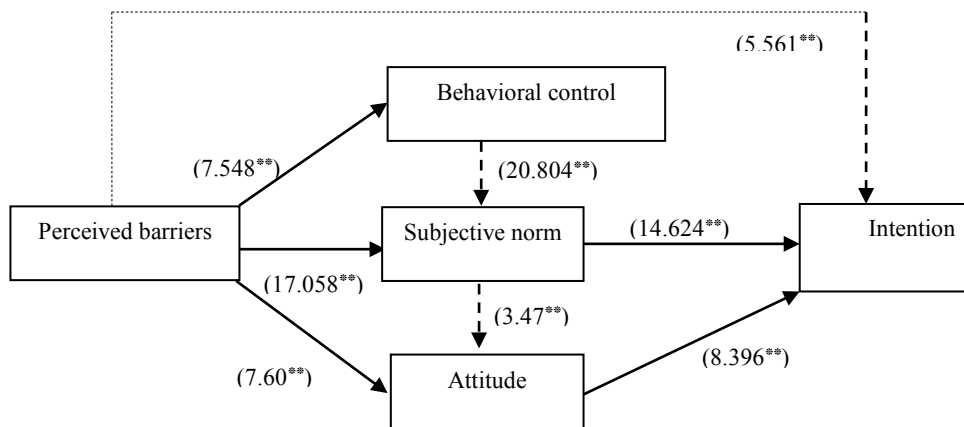 (5.561**)
Behavioral control
(7.548**)
(20.804**)
Perceived barriers
Subjective norm
(14.624**)
Intention
(17.058**)
(3.47**)
(8.396**)
(7.60**)
Attitude